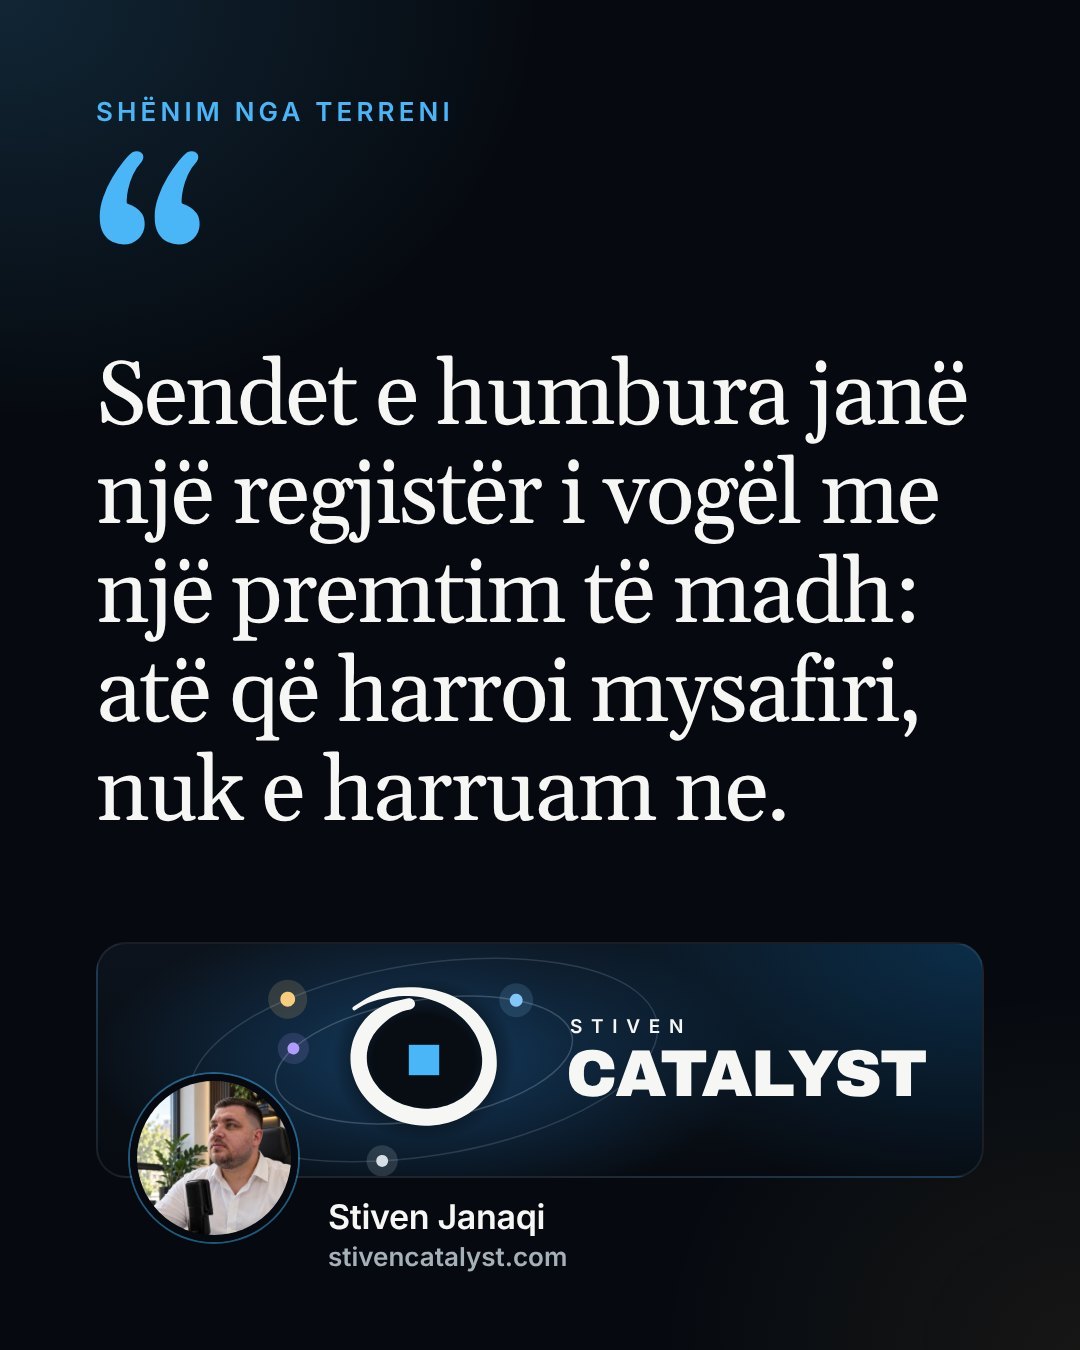 SHËNIM NGA TERRENI
“
Sendet e humbura janë
një regjistër i vogël me
një premtim të madh:
atë që harroi mysafiri,
nuk e harruam ne.
STIVEN
CATALYST
Stiven Janaqi
stivencatalyst.com